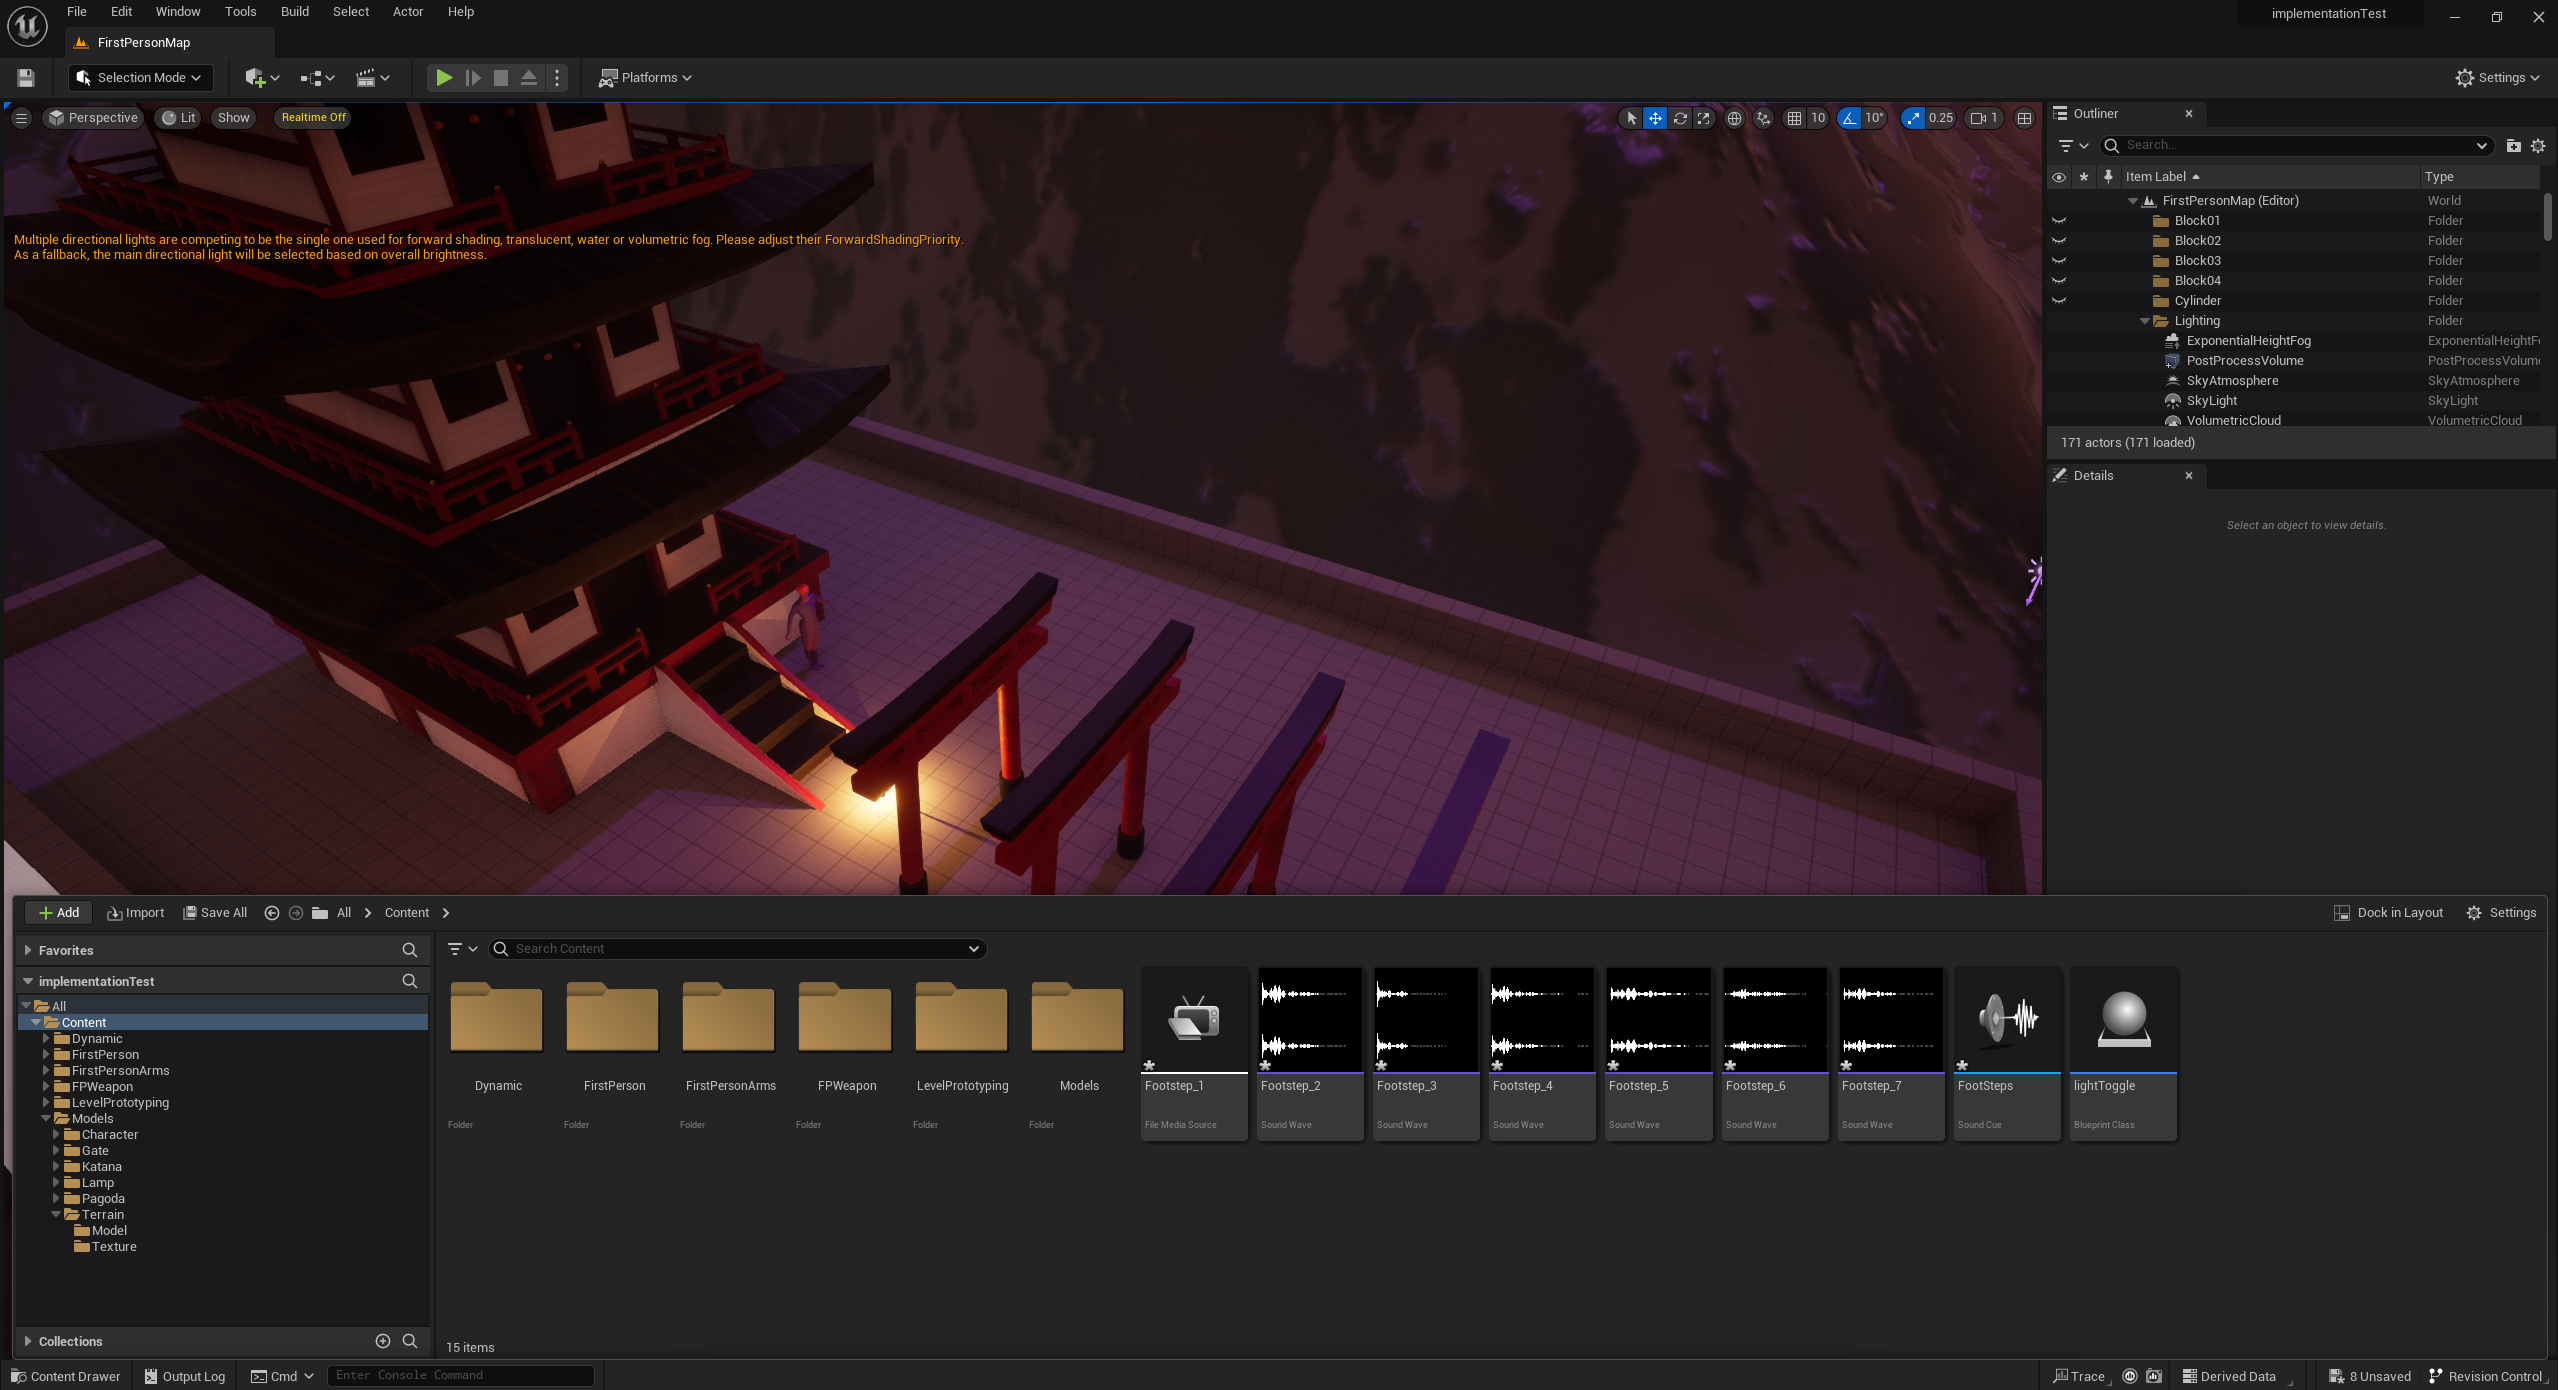 File Edit Window Tools Build Select Actor Help
implementationTest
FirstPersonMap
Selection Mode
Platforms
Settings
Perspective Lit Show Realtime Off
10 10° 0.25 1
Multiple directional lights are competing to be the single one used for forward shading, translucent, water or volumetric fog. Please adjust their ForwardShadingPriority.
As a fallback, the main directional light will be selected based on overall brightness.
Outliner
Search...
Item Label Type
FirstPersonMap (Editor) World
Block01 Folder
Block02 Folder
Block03 Folder
Block04 Folder
Cylinder Folder
Lighting Folder
ExponentialHeightFog ExponentialHeightF
PostProcessVolume PostProcessVolum
SkyAtmosphere SkyAtmosphere
SkyLight SkyLight
VolumetricCloud VolumetricCloud
171 actors (171 loaded)
Details
Select an object to view details.
Add Import Save All All Content
Dock in Layout Settings
Favorites
implementationTest
All
Content
Dynamic
FirstPerson
FirstPersonArms
FPWeapon
LevelPrototyping
Models
Character
Gate
Katana
Lamp
Pagoda
Terrain
Model
Texture
Collections
Search Content
Dynamic FirstPerson FirstPersonArms FPWeapon LevelPrototyping Models Footstep_1 Footstep_2 Footstep_3 Footstep_4 Footstep_5 Footstep_6 Footstep_7 FootSteps lightToggle
Folder Folder Folder Folder Folder Folder File Media Source Sound Wave Sound Wave Sound Wave Sound Wave Sound Wave Sound Wave Sound Cue Blueprint Class
15 items
Content Drawer Output Log Cmd Enter Console Command
Trace Derived Data 8 Unsaved Revision Control